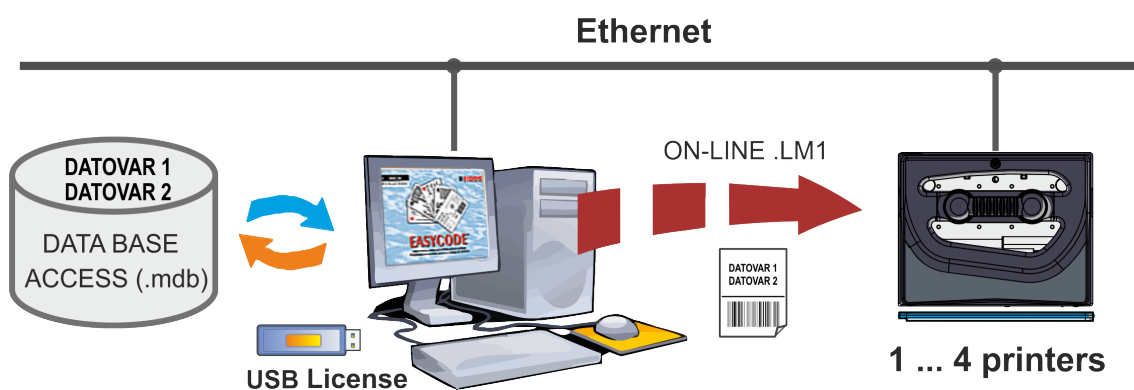 Ethernet
DATOVAR 1
DATOVAR 2
DATA BASE
ACCESS (.mdb)
EASYCODE
ON-LINE .LM1
DATOVAR 1
DATOVAR 2
USB License
1 ... 4 printers